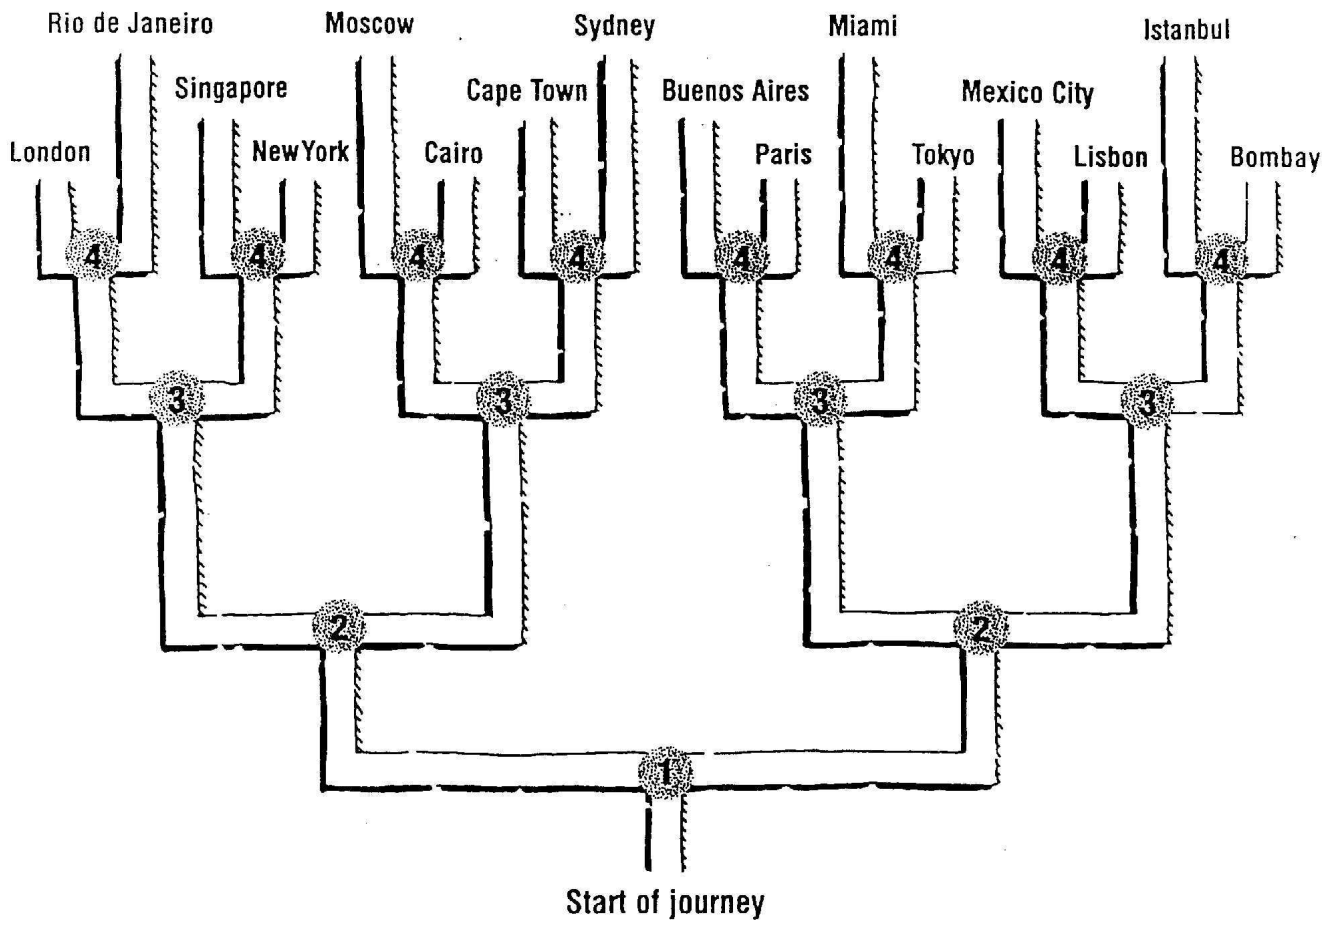 Rio de Janeiro Moscow Sydney Miami Istanbul
Singapore Cape Town Buenos Aires Mexico City
London New York Cairo Paris Tokyo Lisbon Bombay
4 4 4 4 4 4 4 4
3 3 3 3
2 2
1
Start of journey